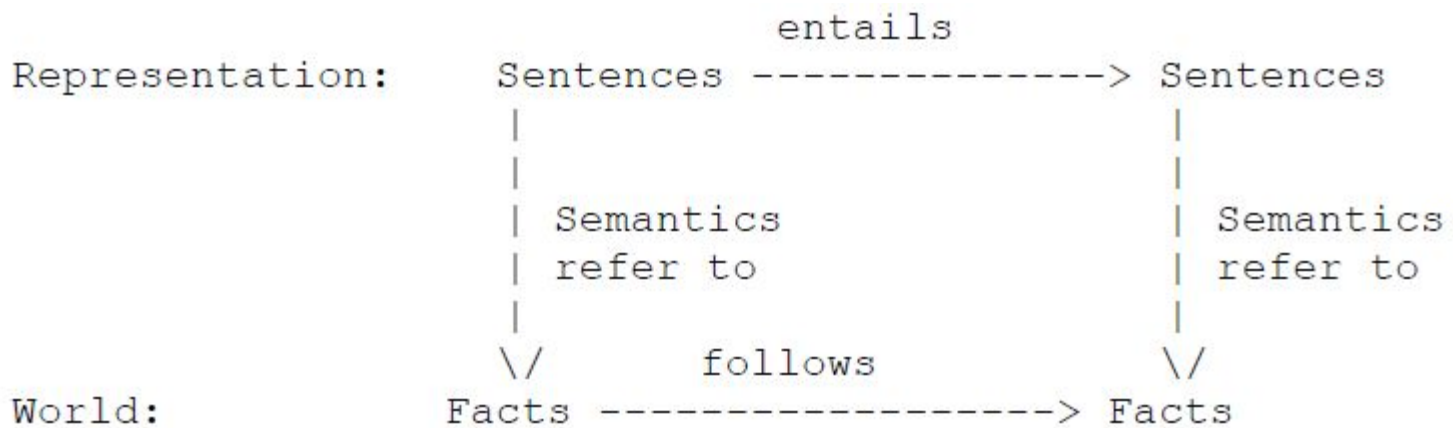 entails
Representation: Sentences --------------> Sentences
| |
| |
| Semantics | Semantics
| refer to | refer to
| |
\/ follows \/
World: Facts ------------------> Facts